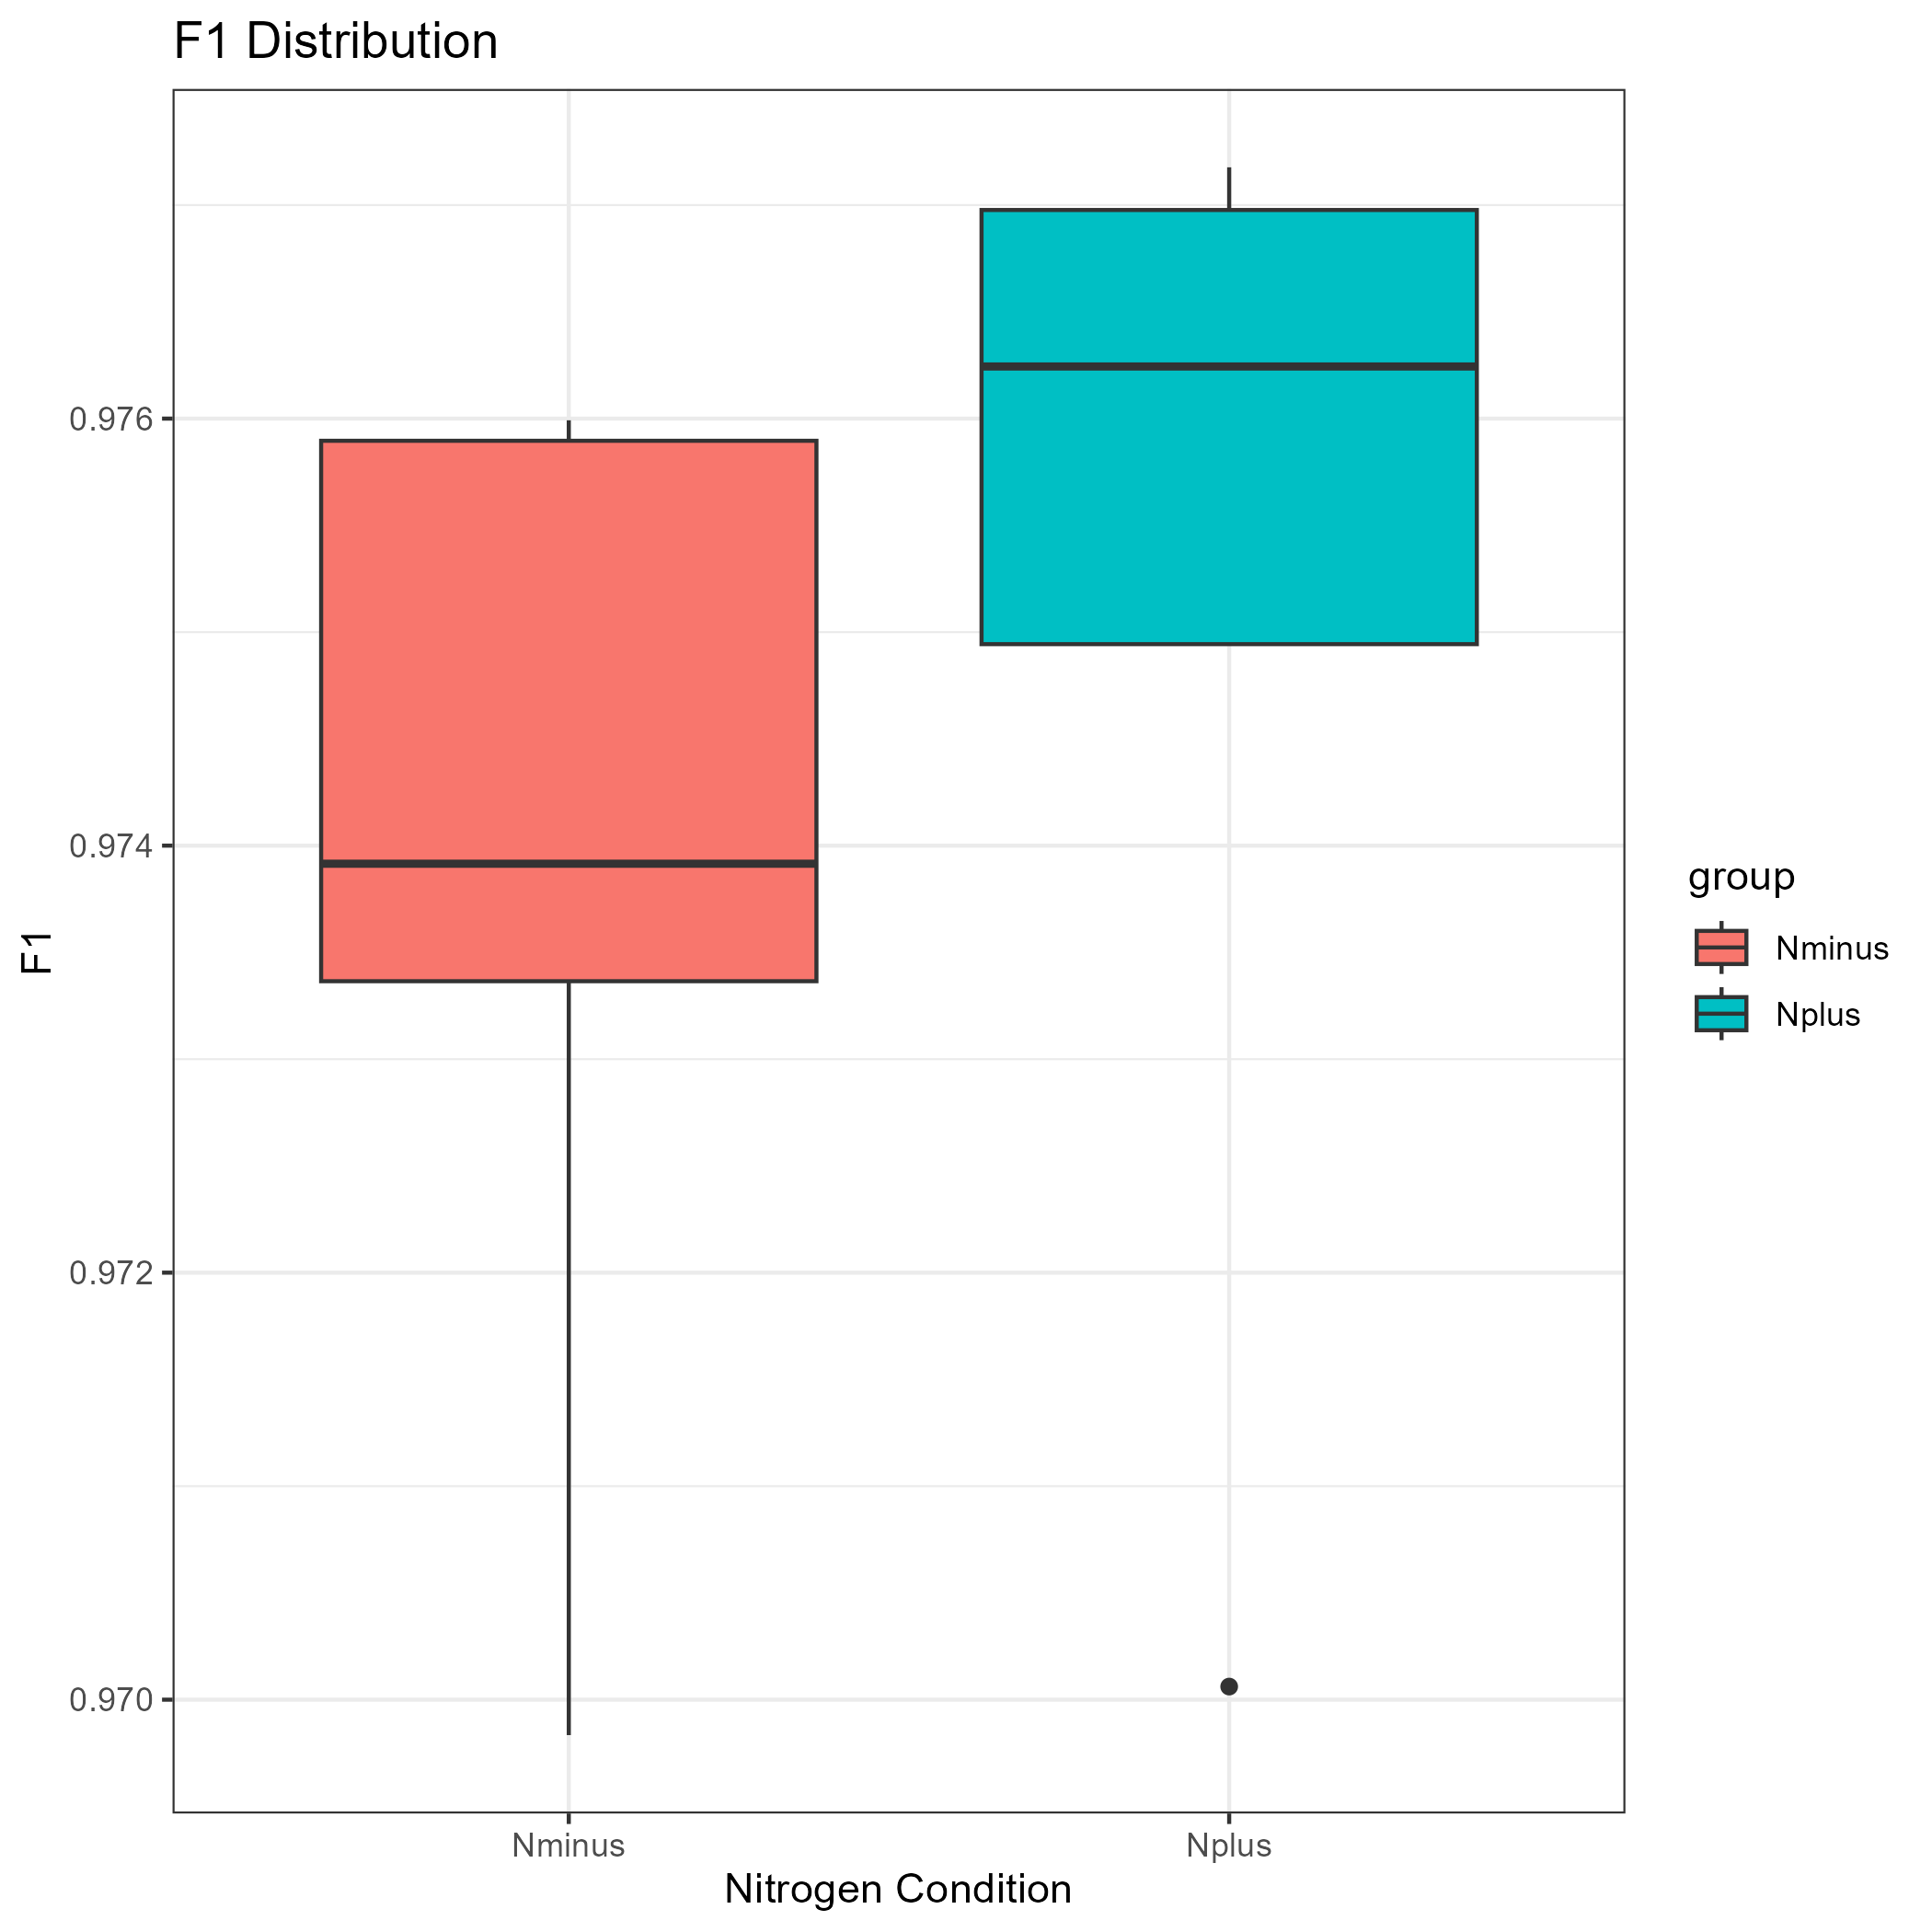 F1 Distribution
0.976
0.974
0.972
0.970
F1
Nminus
Nplus
Nitrogen Condition
group
Nminus
Nplus